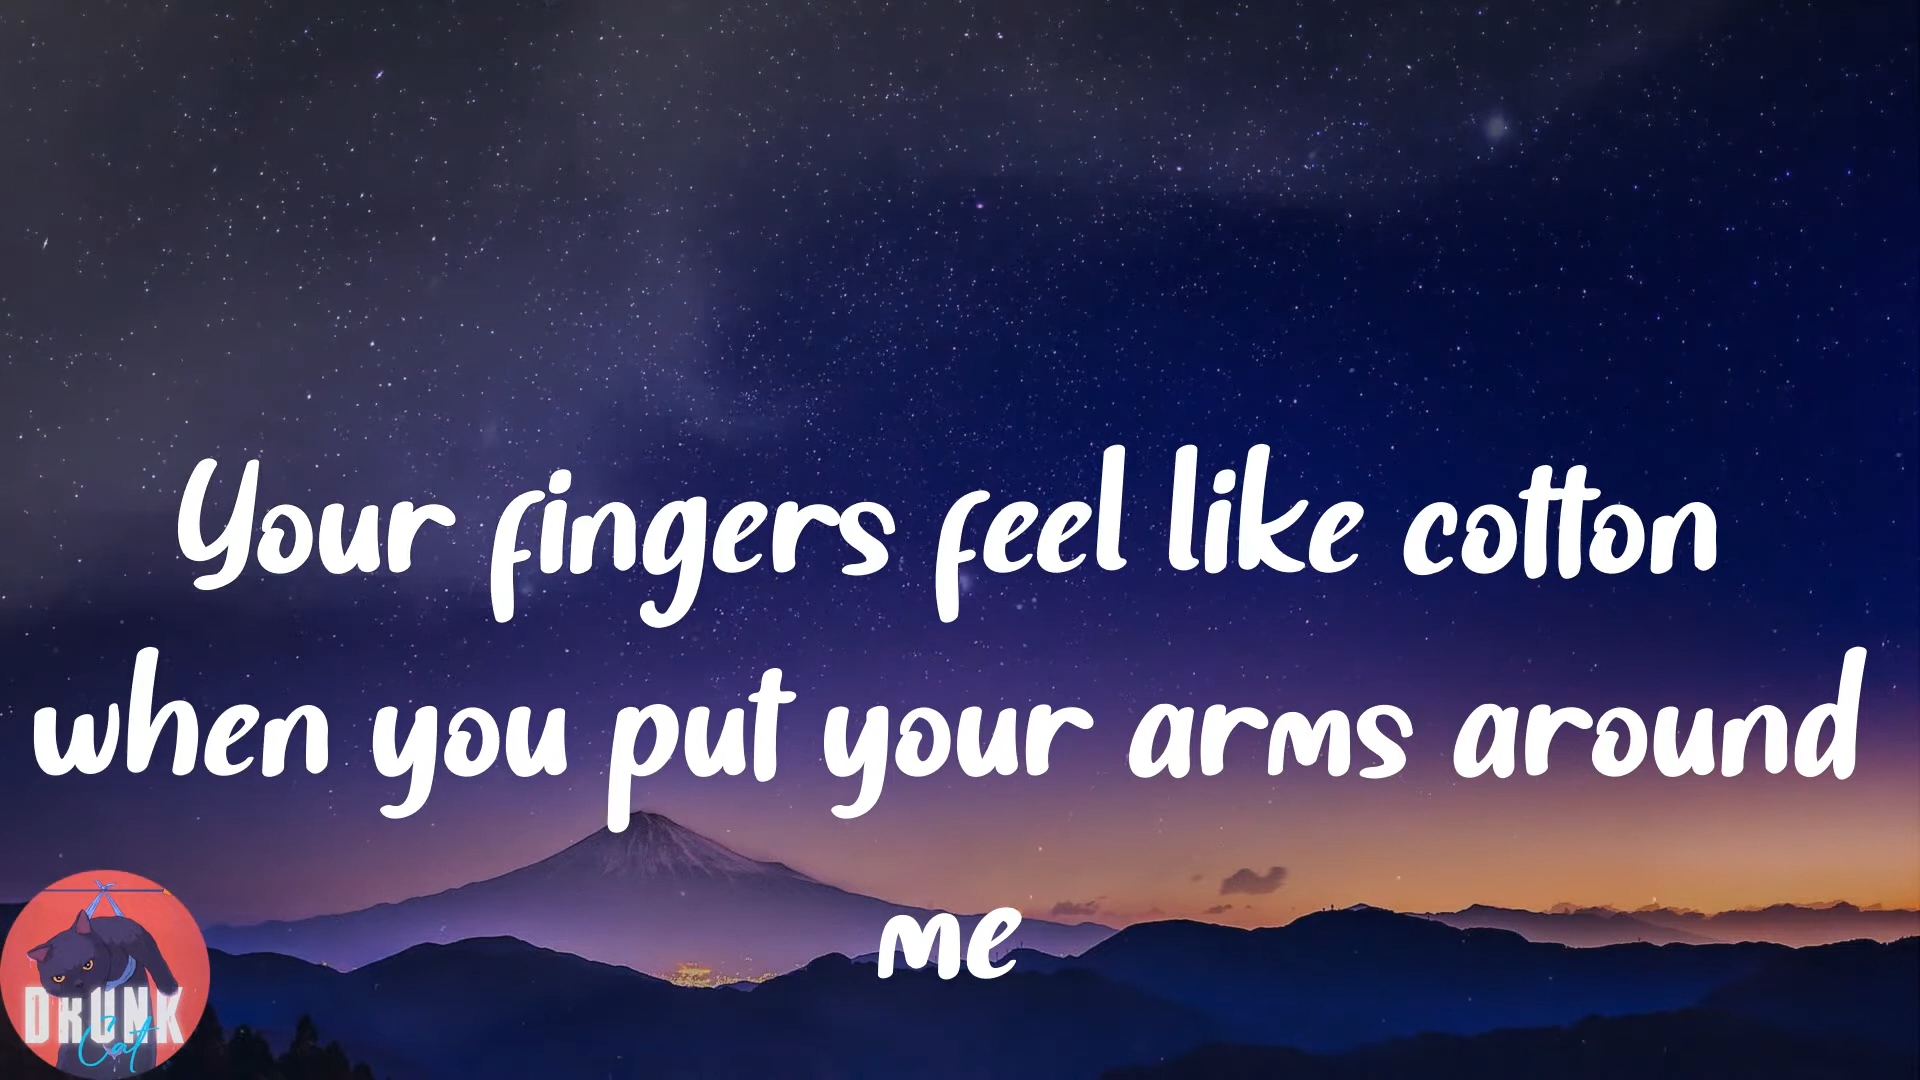 Your fingers feel like cotton
when you put your arms around
me
DRUNK
Cat